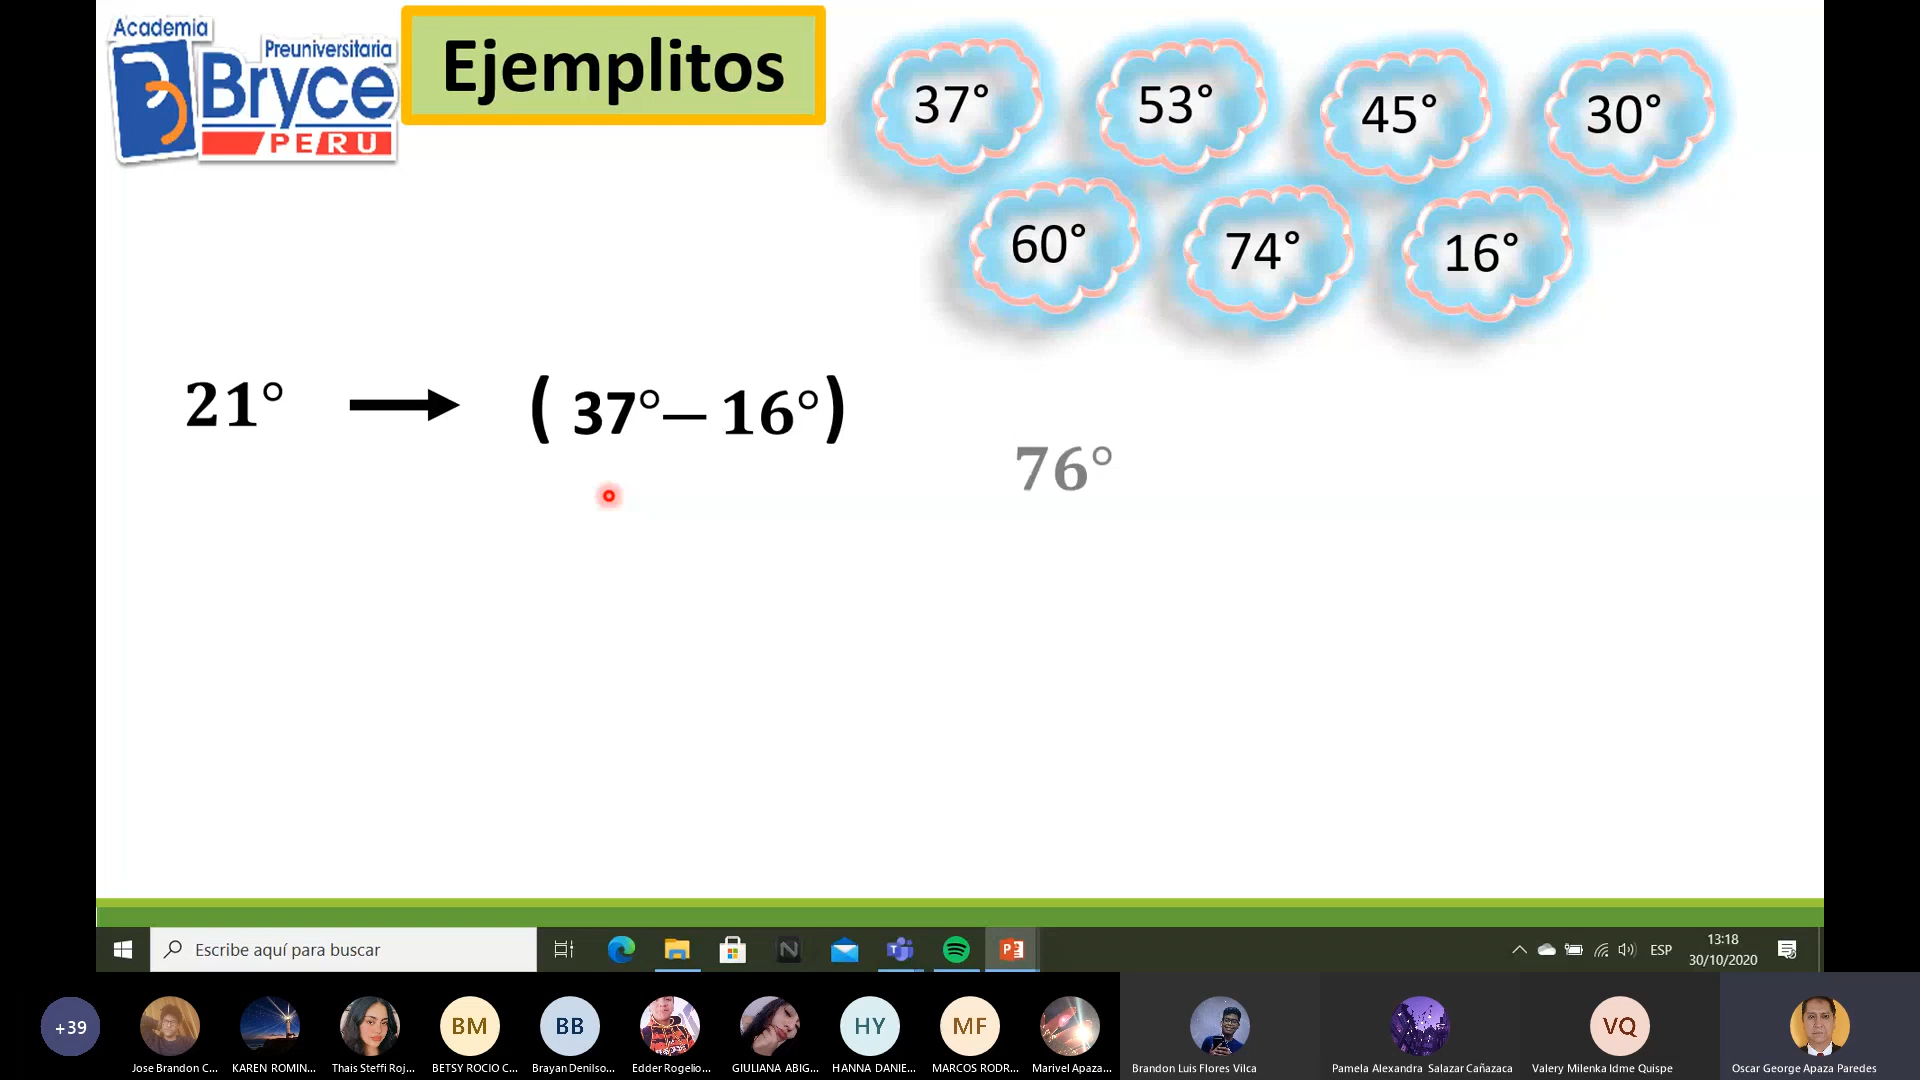 Academia
Preuniversitaria
Bryce
PERU
Ejemplitos
37° 53° 45° 30°
60° 74° 16°
21° ( 37°— 16°)
76°
Escribe aquí para buscar
ESP
13:18
30/10/2020
+39
BM BB HY MF VQ
Jose Brandon C... KAREN ROMIN... Thais Steffi Roj... BETSY ROCIO C... Brayan Denilso... Edder Rogelio... GIULIANA ABIG... HANNA DANIE... MARCOS RODR... Marivel Apaza... Brandon Luis Flores Vilca Pamela Alexandra Salazar Cañazaca Valery Milenka Idme Quispe Oscar George Apaza Paredes